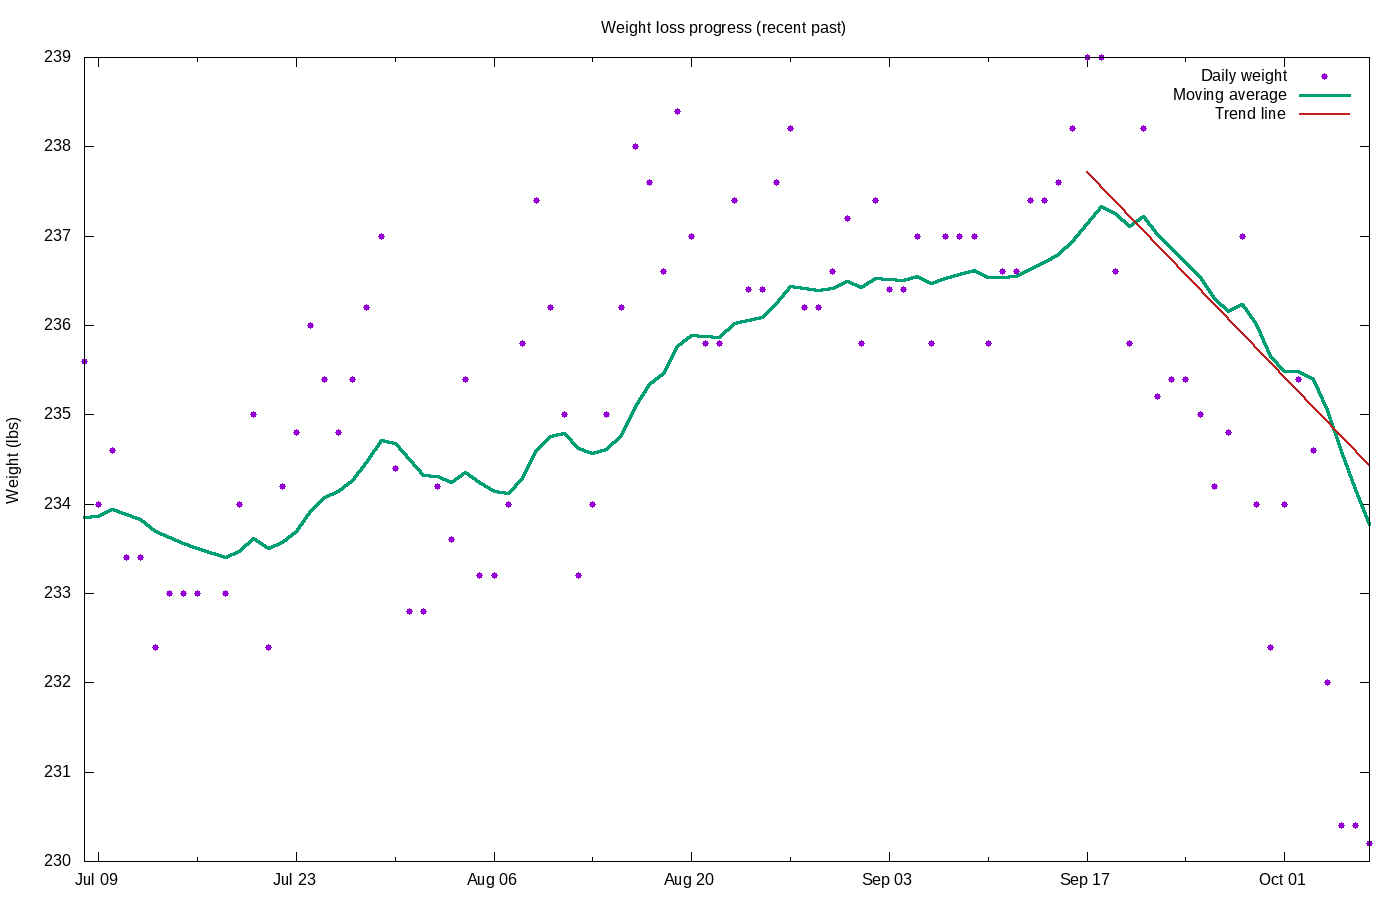 Weight loss progress (recent past)
239
238
237
236
235
234
233
232
231
230
Weight (lbs)
Daily weight
Moving average
Trend line
Jul 09 Jul 23 Aug 06 Aug 20 Sep 03 Sep 17 Oct 01